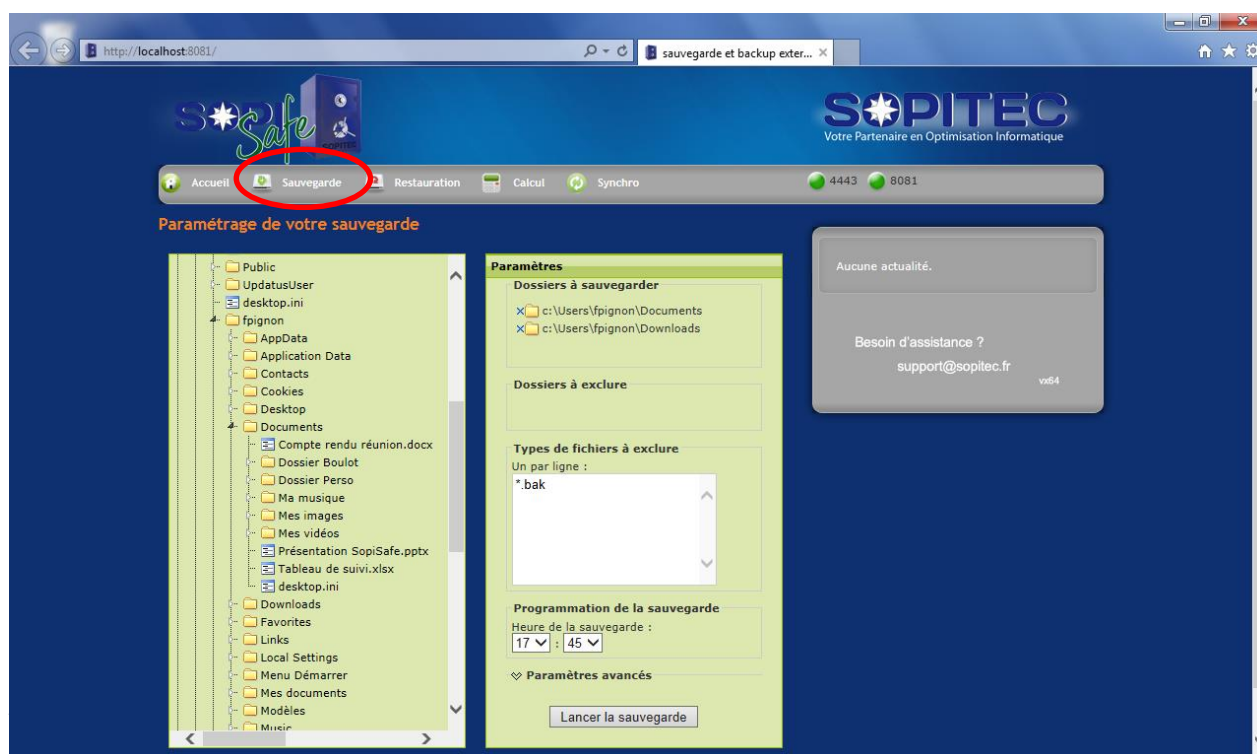 http://localhost:8081/
sauvegarde et backup exter...
SOPI
Safe
SOPITEC
SOPITEC
Votre Partenaire en Optimisation Informatique
Accueil
Sauvegarde
Restauration
Calcul
Synchro
4443
8081
Paramétrage de votre sauvegarde
Public
UpdatusUser
desktop.ini
fpignon
AppData
Application Data
Contacts
Cookies
Desktop
Documents
Compte rendu réunion.docx
Dossier Boulot
Dossier Perso
Ma musique
Mes images
Mes vidéos
Présentation SopiSafe.pptx
Tableau de suivi.xlsx
desktop.ini
Downloads
Favorites
Links
Local Settings
Menu Démarrer
Mes documents
Modèles
Music
Paramètres
Dossiers à sauvegarder
c:\Users\fpignon\Documents
c:\Users\fpignon\Downloads
Dossiers à exclure
Types de fichiers à exclure
Un par ligne :
*.bak
Programmation de la sauvegarde
Heure de la sauvegarde :
17 : 45
Paramètres avancés
Lancer la sauvegarde
Aucune actualité.
Besoin d'assistance ?
support@sopitec.fr
vx64